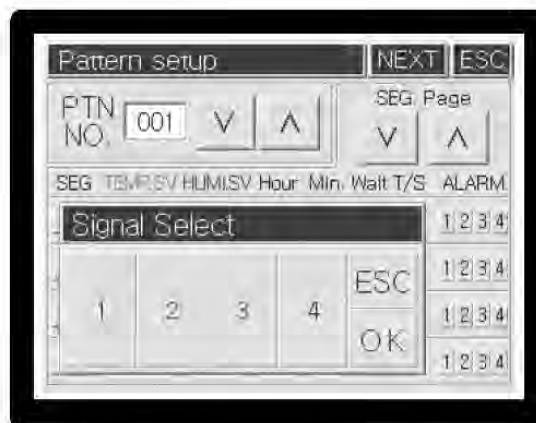 Pattern setup NEXT ESC
PTN NO. 001 V Λ SEG Page V Λ
SEG TEMP.SV HUMI.SV Hour Min. Wait T/S ALARM
Signal Select
1 2 3 4
1 2 3 4
1 2 3 4
1 2 3 4
1 2 3 4 ESC
OK